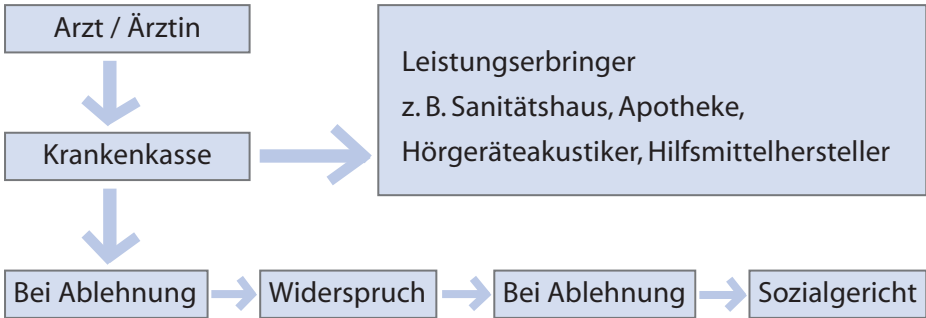 Arzt / Ärztin
Leistungserbringer
z. B. Sanitätshaus, Apotheke,
Hörgeräteakustiker, Hilfsmittelhersteller
Krankenkasse
Bei Ablehnung
Widerspruch
Bei Ablehnung
Sozialgericht